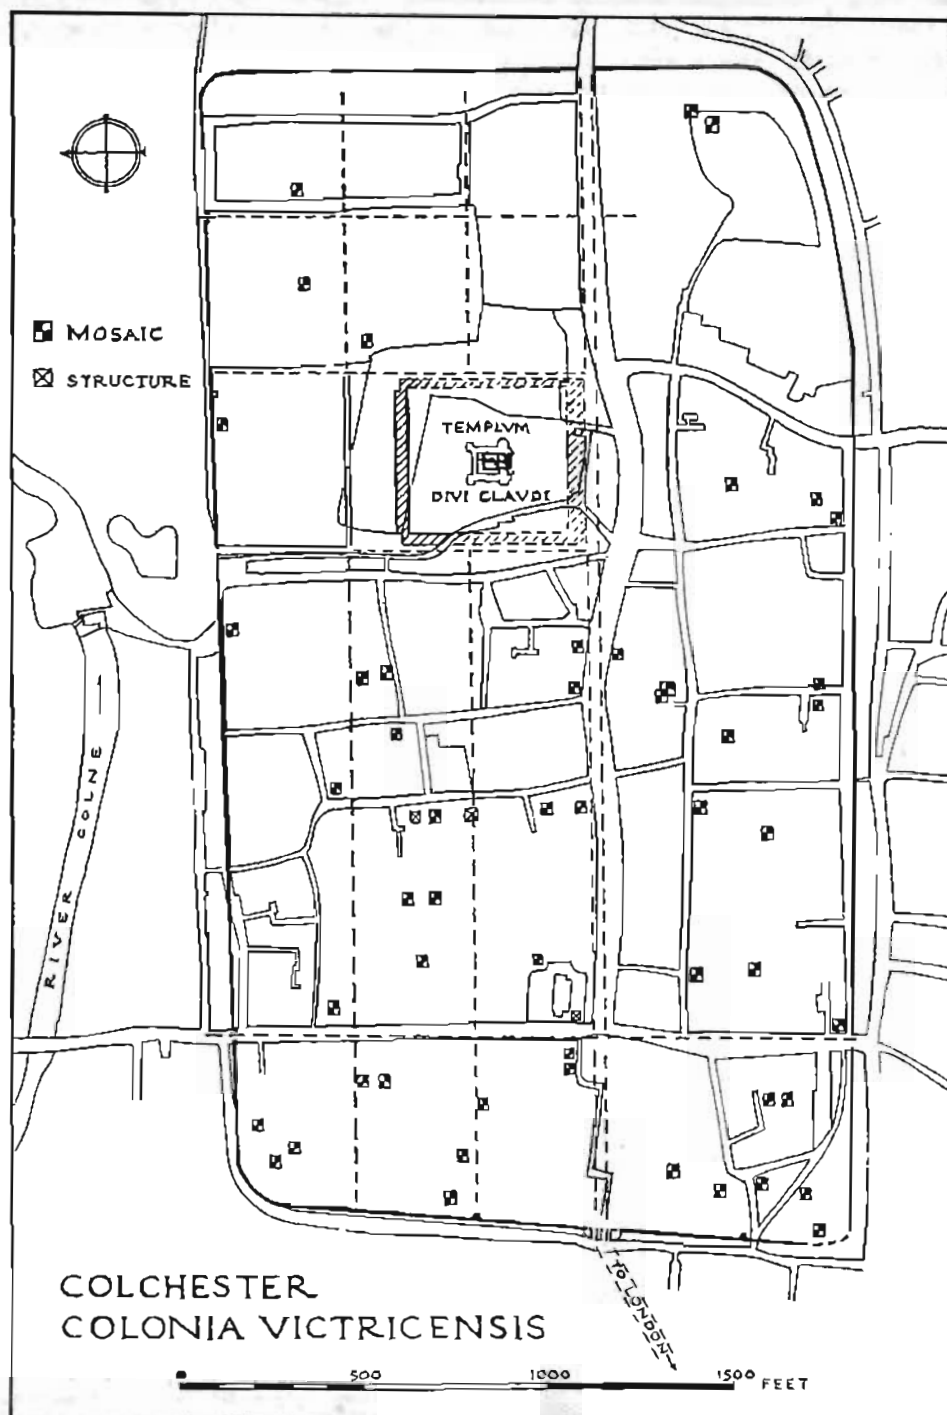 MOSAIC
STRUCTURE
TEMPLVM
DIVI CLAVDI
RIVER COLNE
COLCHESTER
COLONIA VICTRICENSIS
TO LONDON
500 1000 1500 FEET